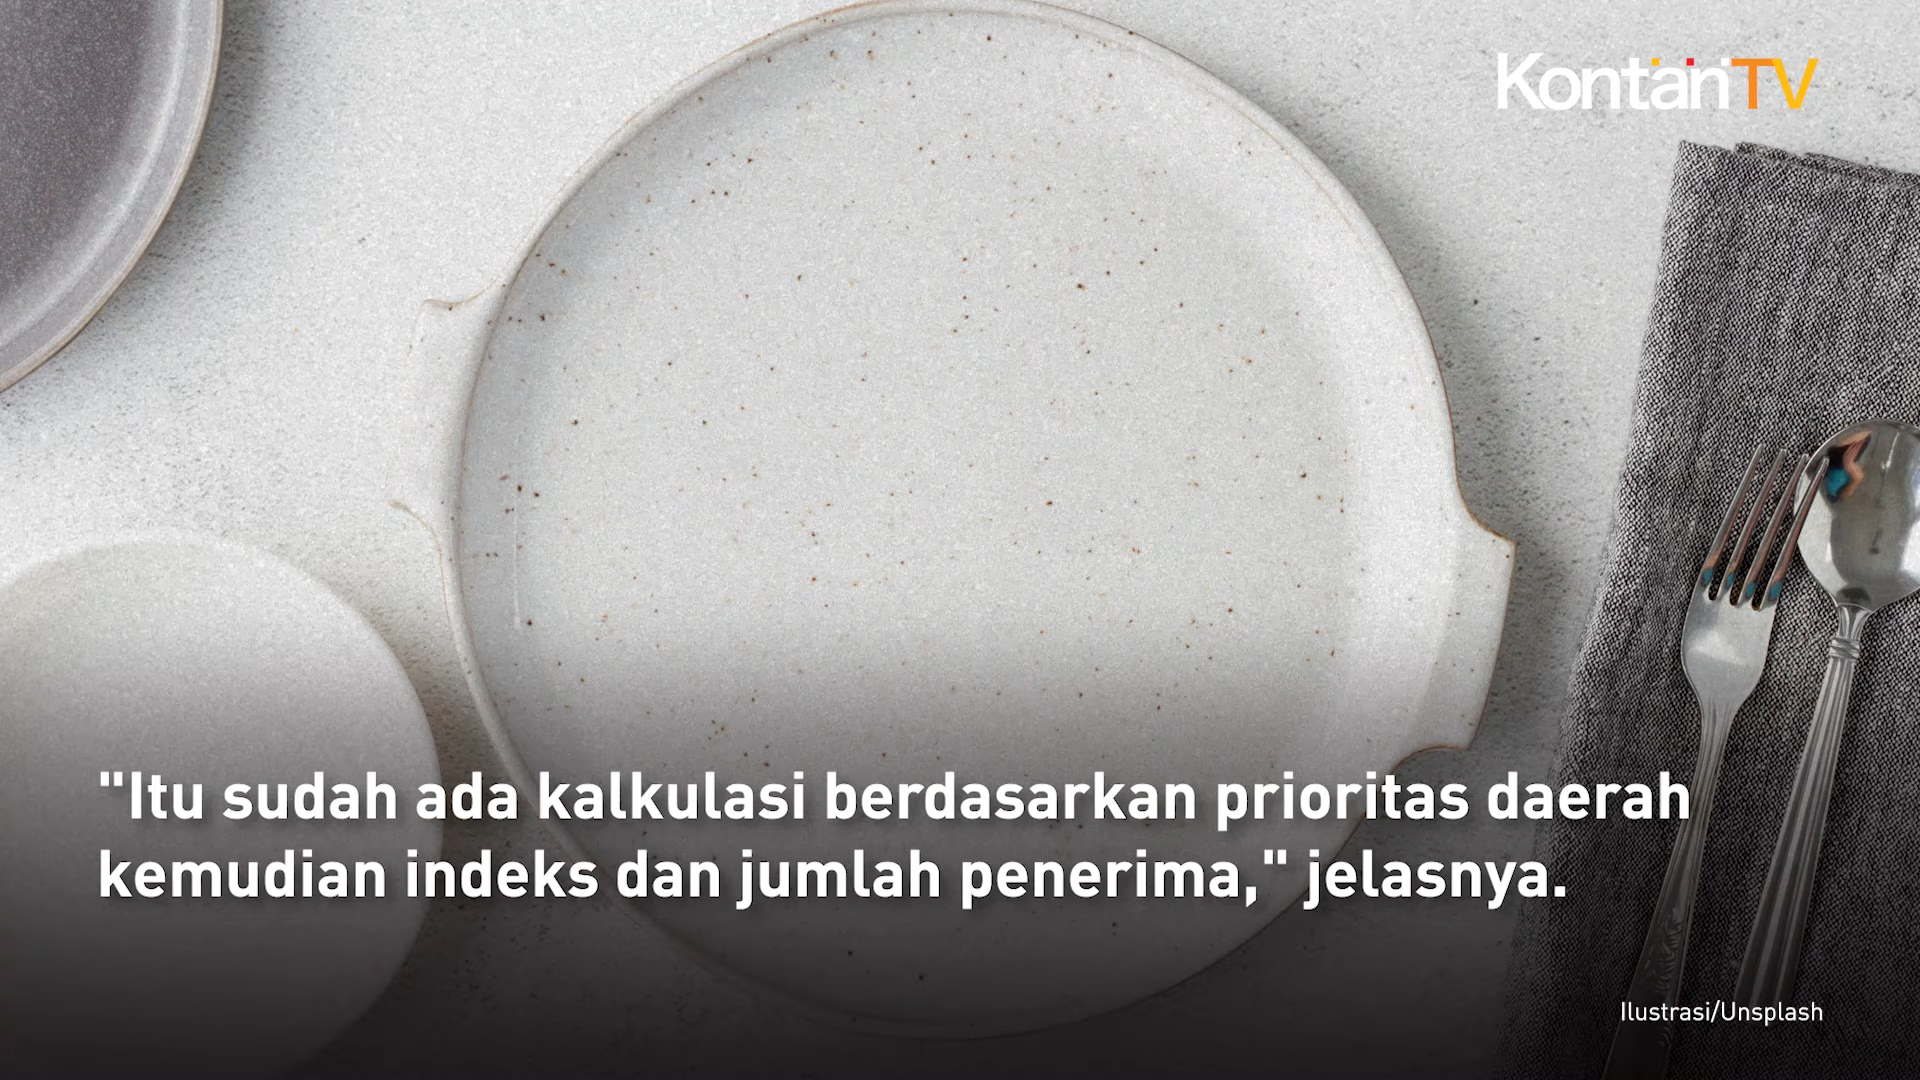 KontanTV
"Itu sudah ada kalkulasi berdasarkan prioritas daerah
kemudian indeks dan jumlah penerima," jelasnya.
Ilustrasi/Unsplash